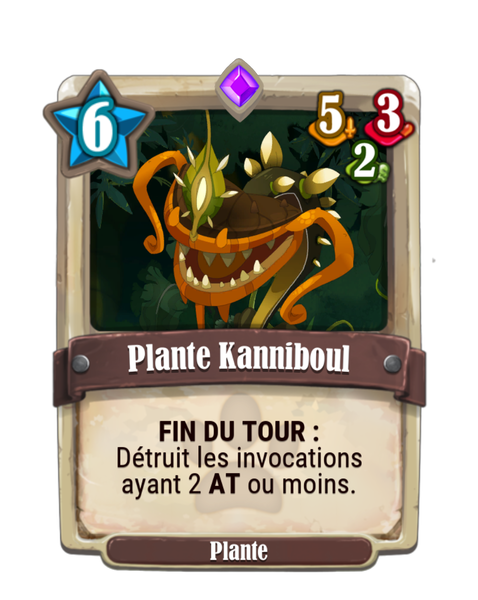 6
5
3
2
Plante Kanniboul
FIN DU TOUR :
Détruit les invocations
ayant 2 AT ou moins.
Plante